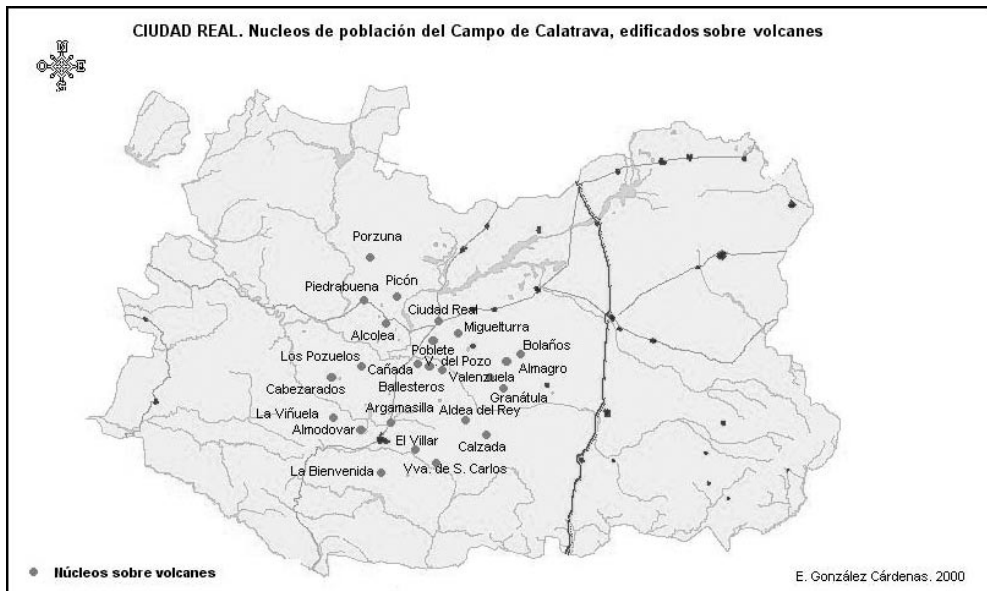 CIUDAD REAL. Nucleos de población del Campo de Calatrava, edificados sobre volcanes
N
O E
S
Porzuna
Piedrabuena
Picón
Ciudad Real
Alcolea
Miguelturra
Bolaños
Poblete
Los Pozuelos
Cañada
V. del Pozo
Almagro
Cabezarados
Ballesteros
Valenzuela
Granátula
La Viñuela
Argamasilla
Aldea del Rey
Almodovar
El Villar
Calzada
La Bienvenida
Vva. de S. Carlos
Núcleos sobre volcanes
E. González Cárdenas. 2000